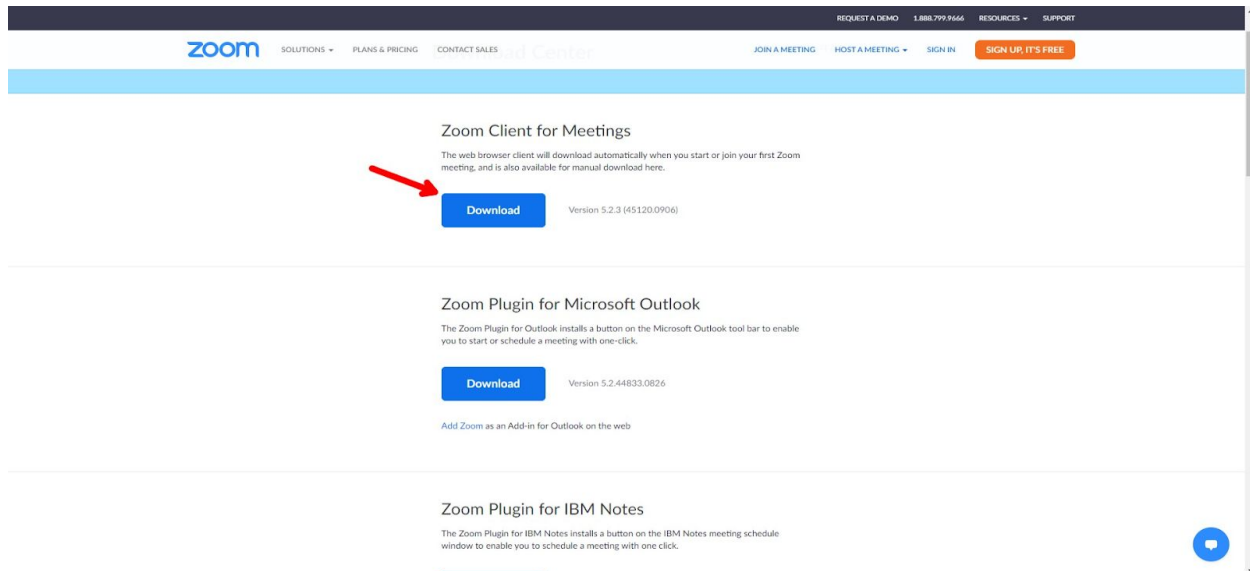 REQUEST A DEMO 1.888.799.9666 RESOURCES SUPPORT
zoom SOLUTIONS PLANS & PRICING CONTACT SALES JOIN A MEETING HOST A MEETING SIGN IN SIGN UP, IT'S FREE
Download Center
Zoom Client for Meetings
The web browser client will download automatically when you start or join your first Zoom
meeting, and is also available for manual download here.
Download Version 5.2.3 (45120.0906)
Zoom Plugin for Microsoft Outlook
The Zoom Plugin for Outlook installs a button on the Microsoft Outlook tool bar to enable
you to start or schedule a meeting with one-click.
Download Version 5.2.44833.0826
Add Zoom as an Add-in for Outlook on the web
Zoom Plugin for IBM Notes
The Zoom Plugin for IBM Notes installs a button on the IBM Notes meeting schedule
window to enable you to schedule a meeting with one click.